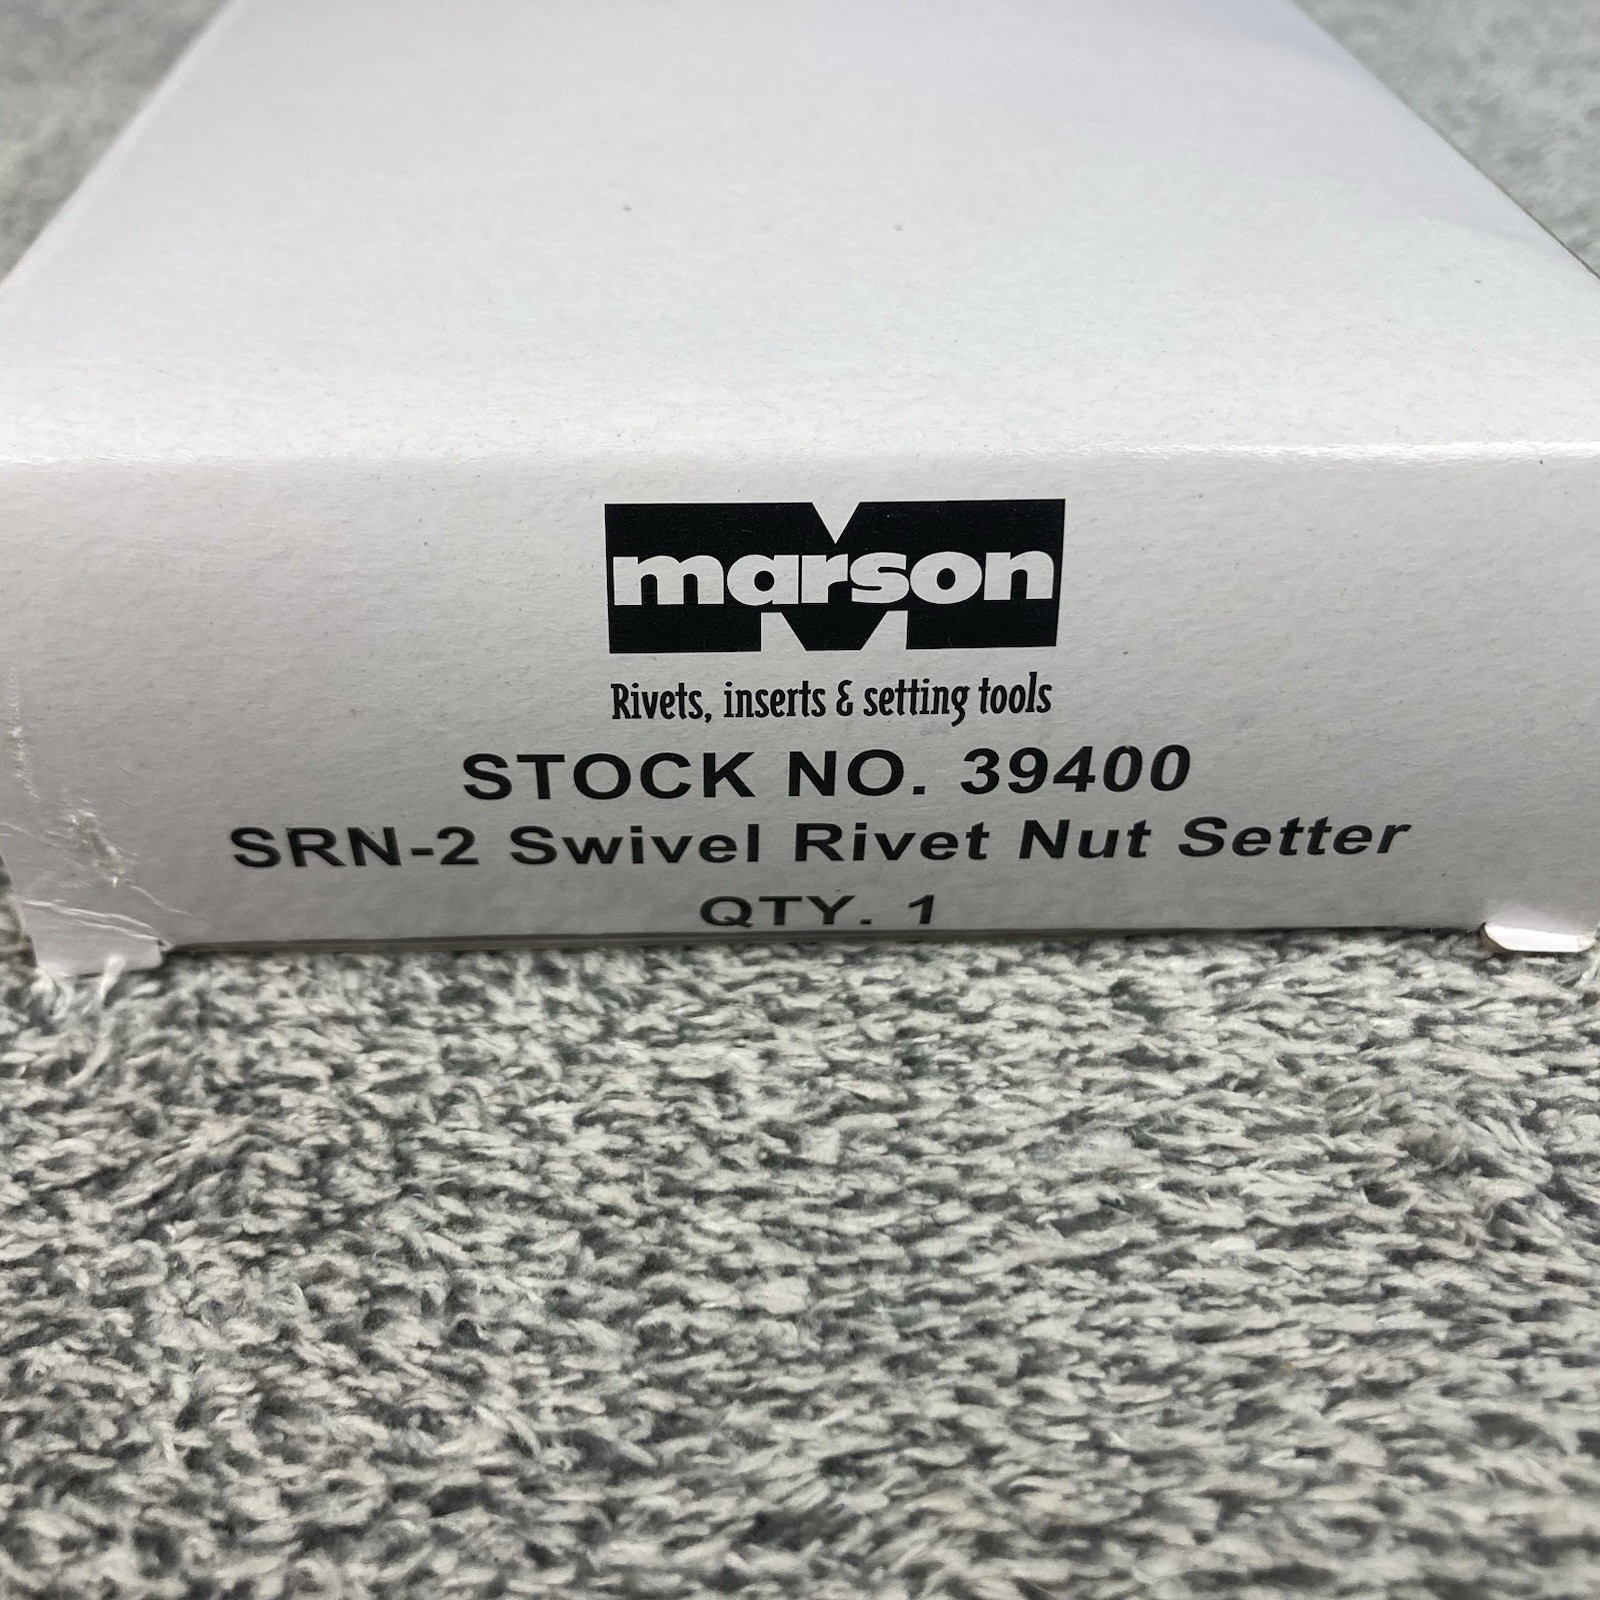 marson
Rivets, inserts & setting tools
STOCK NO. 39400
SRN-2 Swivel Rivet Nut Setter
QTY. 1